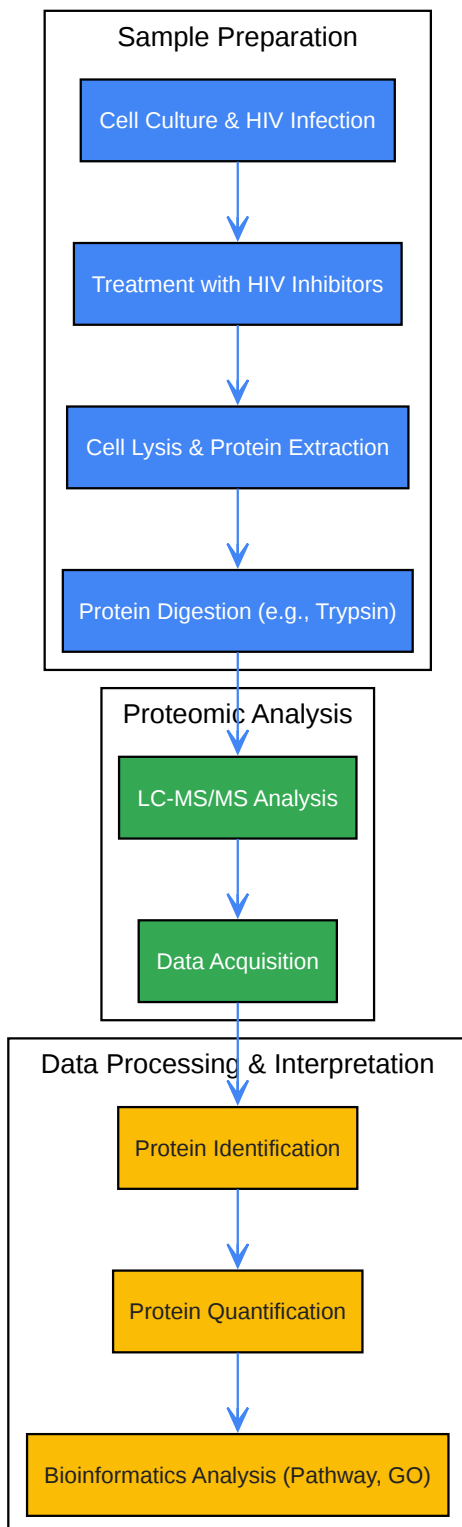 Sample Preparation
Cell Culture & HIV Infection
Treatment with HIV Inhibitors
Cell Lysis & Protein Extraction
Protein Digestion (e.g., Trypsin)
Proteomic Analysis
LC-MS/MS Analysis
Data Acquisition
Data Processing & Interpretation
Protein Identification
Protein Quantification
Bioinformatics Analysis (Pathway, GO)